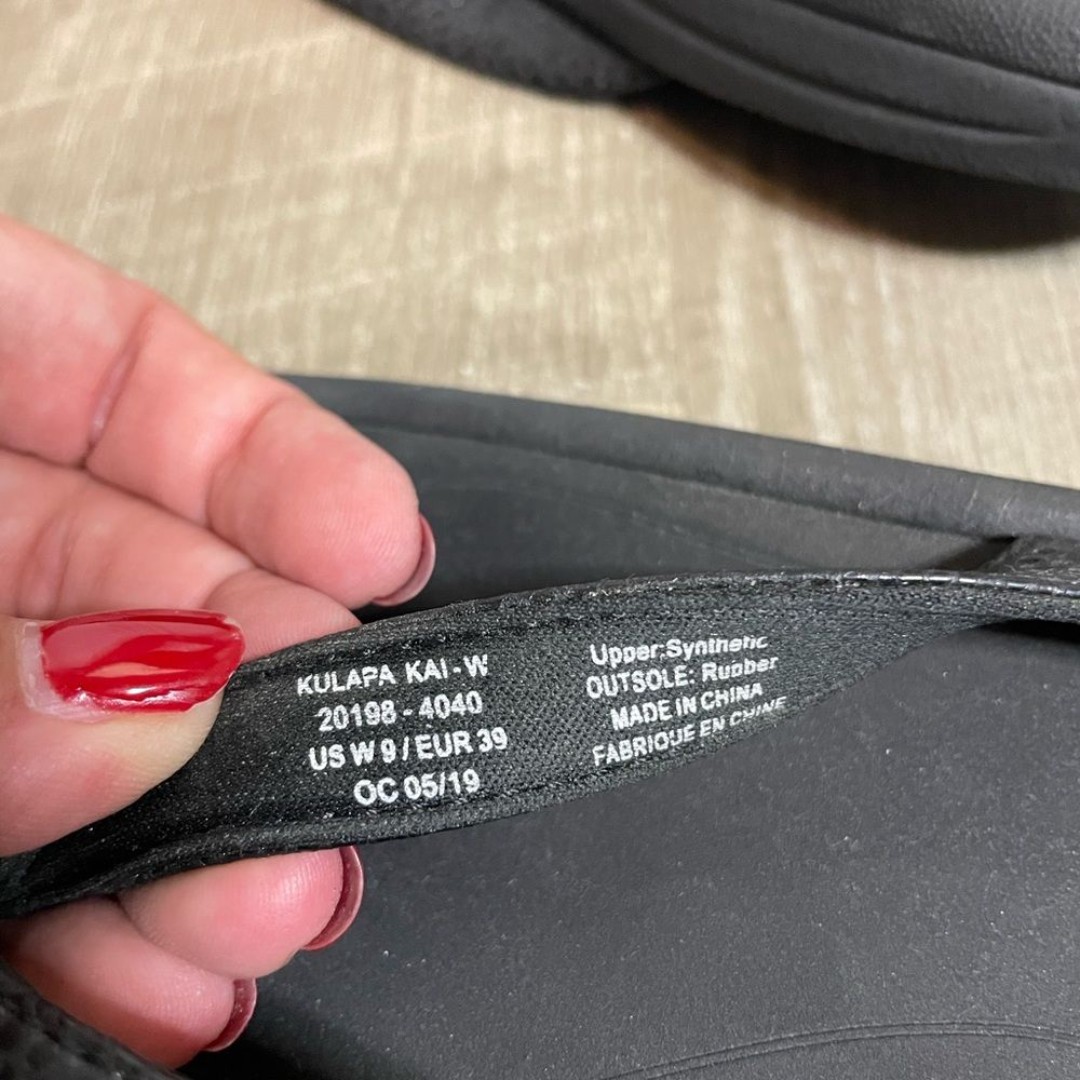 KULAPA KAI-W
20198-4040
US W 9 / EUR 39
OC 05/19
Upper:Synthetic
OUTSOLE: Rubber
MADE IN CHINA
FABRIQUE EN CHINE